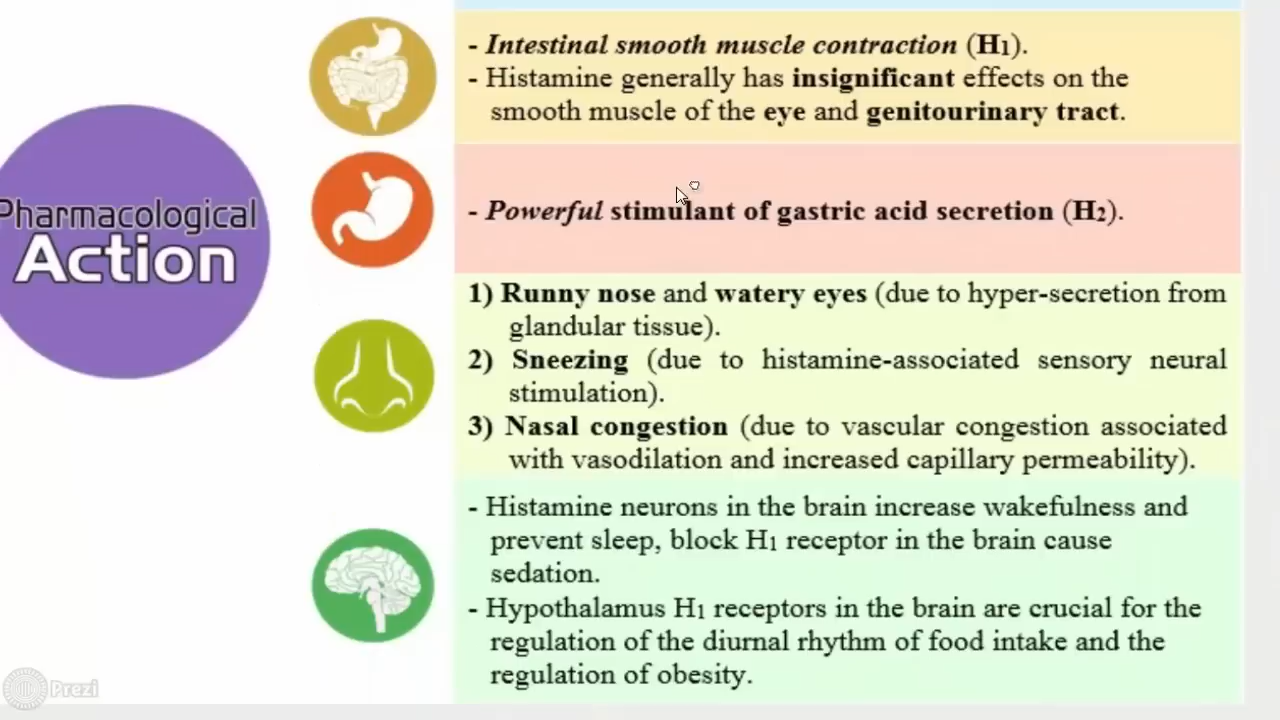 Pharmacological
Action
- Intestinal smooth muscle contraction (H1).
- Histamine generally has insignificant effects on the
smooth muscle of the eye and genitourinary tract.
- Powerful stimulant of gastric acid secretion (H2).
1) Runny nose and watery eyes (due to hyper-secretion from
glandular tissue).
2) Sneezing (due to histamine-associated sensory neural
stimulation).
3) Nasal congestion (due to vascular congestion associated
with vasodilation and increased capillary permeability).
- Histamine neurons in the brain increase wakefulness and
prevent sleep, block H1 receptor in the brain cause
sedation.
- Hypothalamus H1 receptors in the brain are crucial for the
regulation of the diurnal rhythm of food intake and the
regulation of obesity.
Prezi